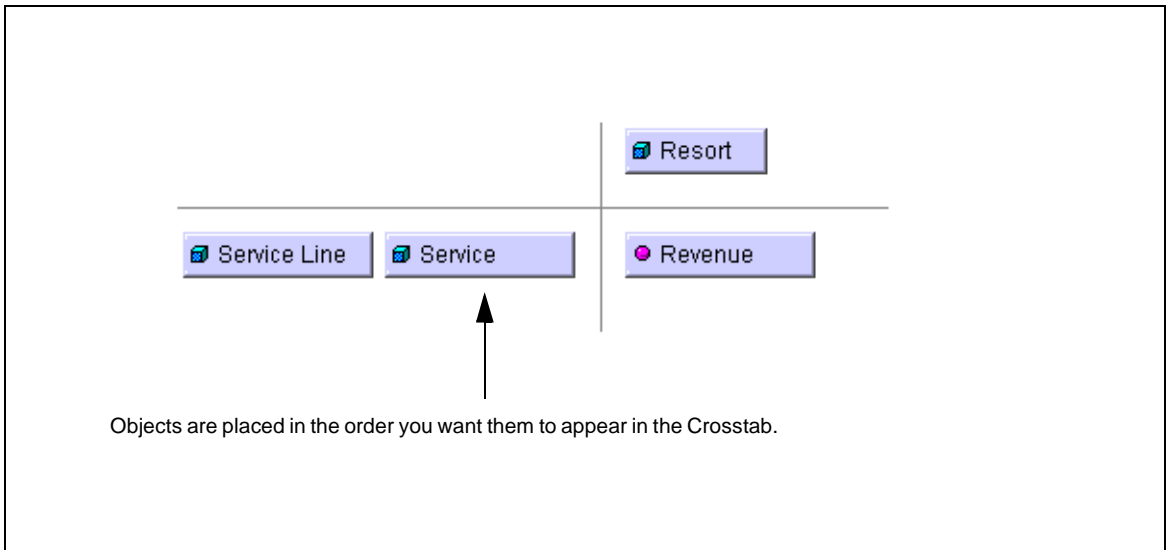 Resort
Service Line Service Revenue
Objects are placed in the order you want them to appear in the Crosstab.